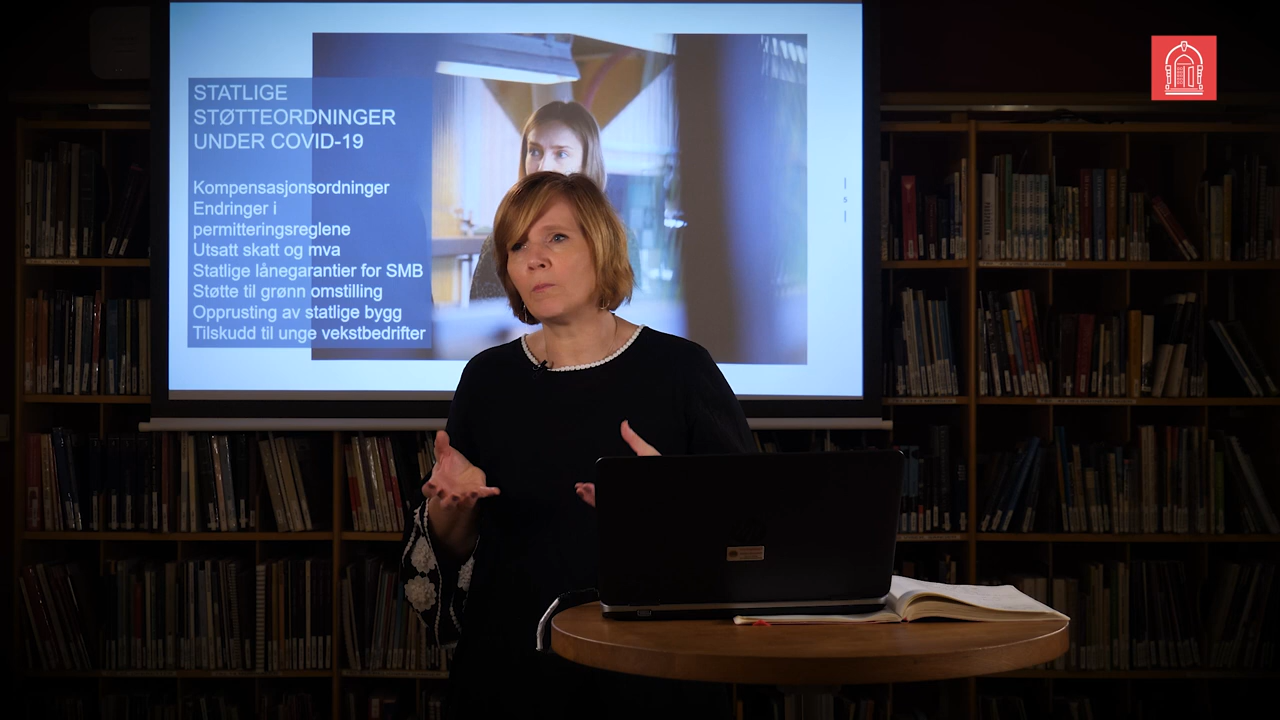 STATLIGE
STØTTEORDNINGER
UNDER COVID-19
Kompensasjonsordninger
Endringer i
permitteringsreglene
Utsatt skatt og mva
Statlige lånegarantier for SMB
Støtte til grønn omstilling
Opprusting av statlige bygg
Tilskudd til unge vekstbedrifter